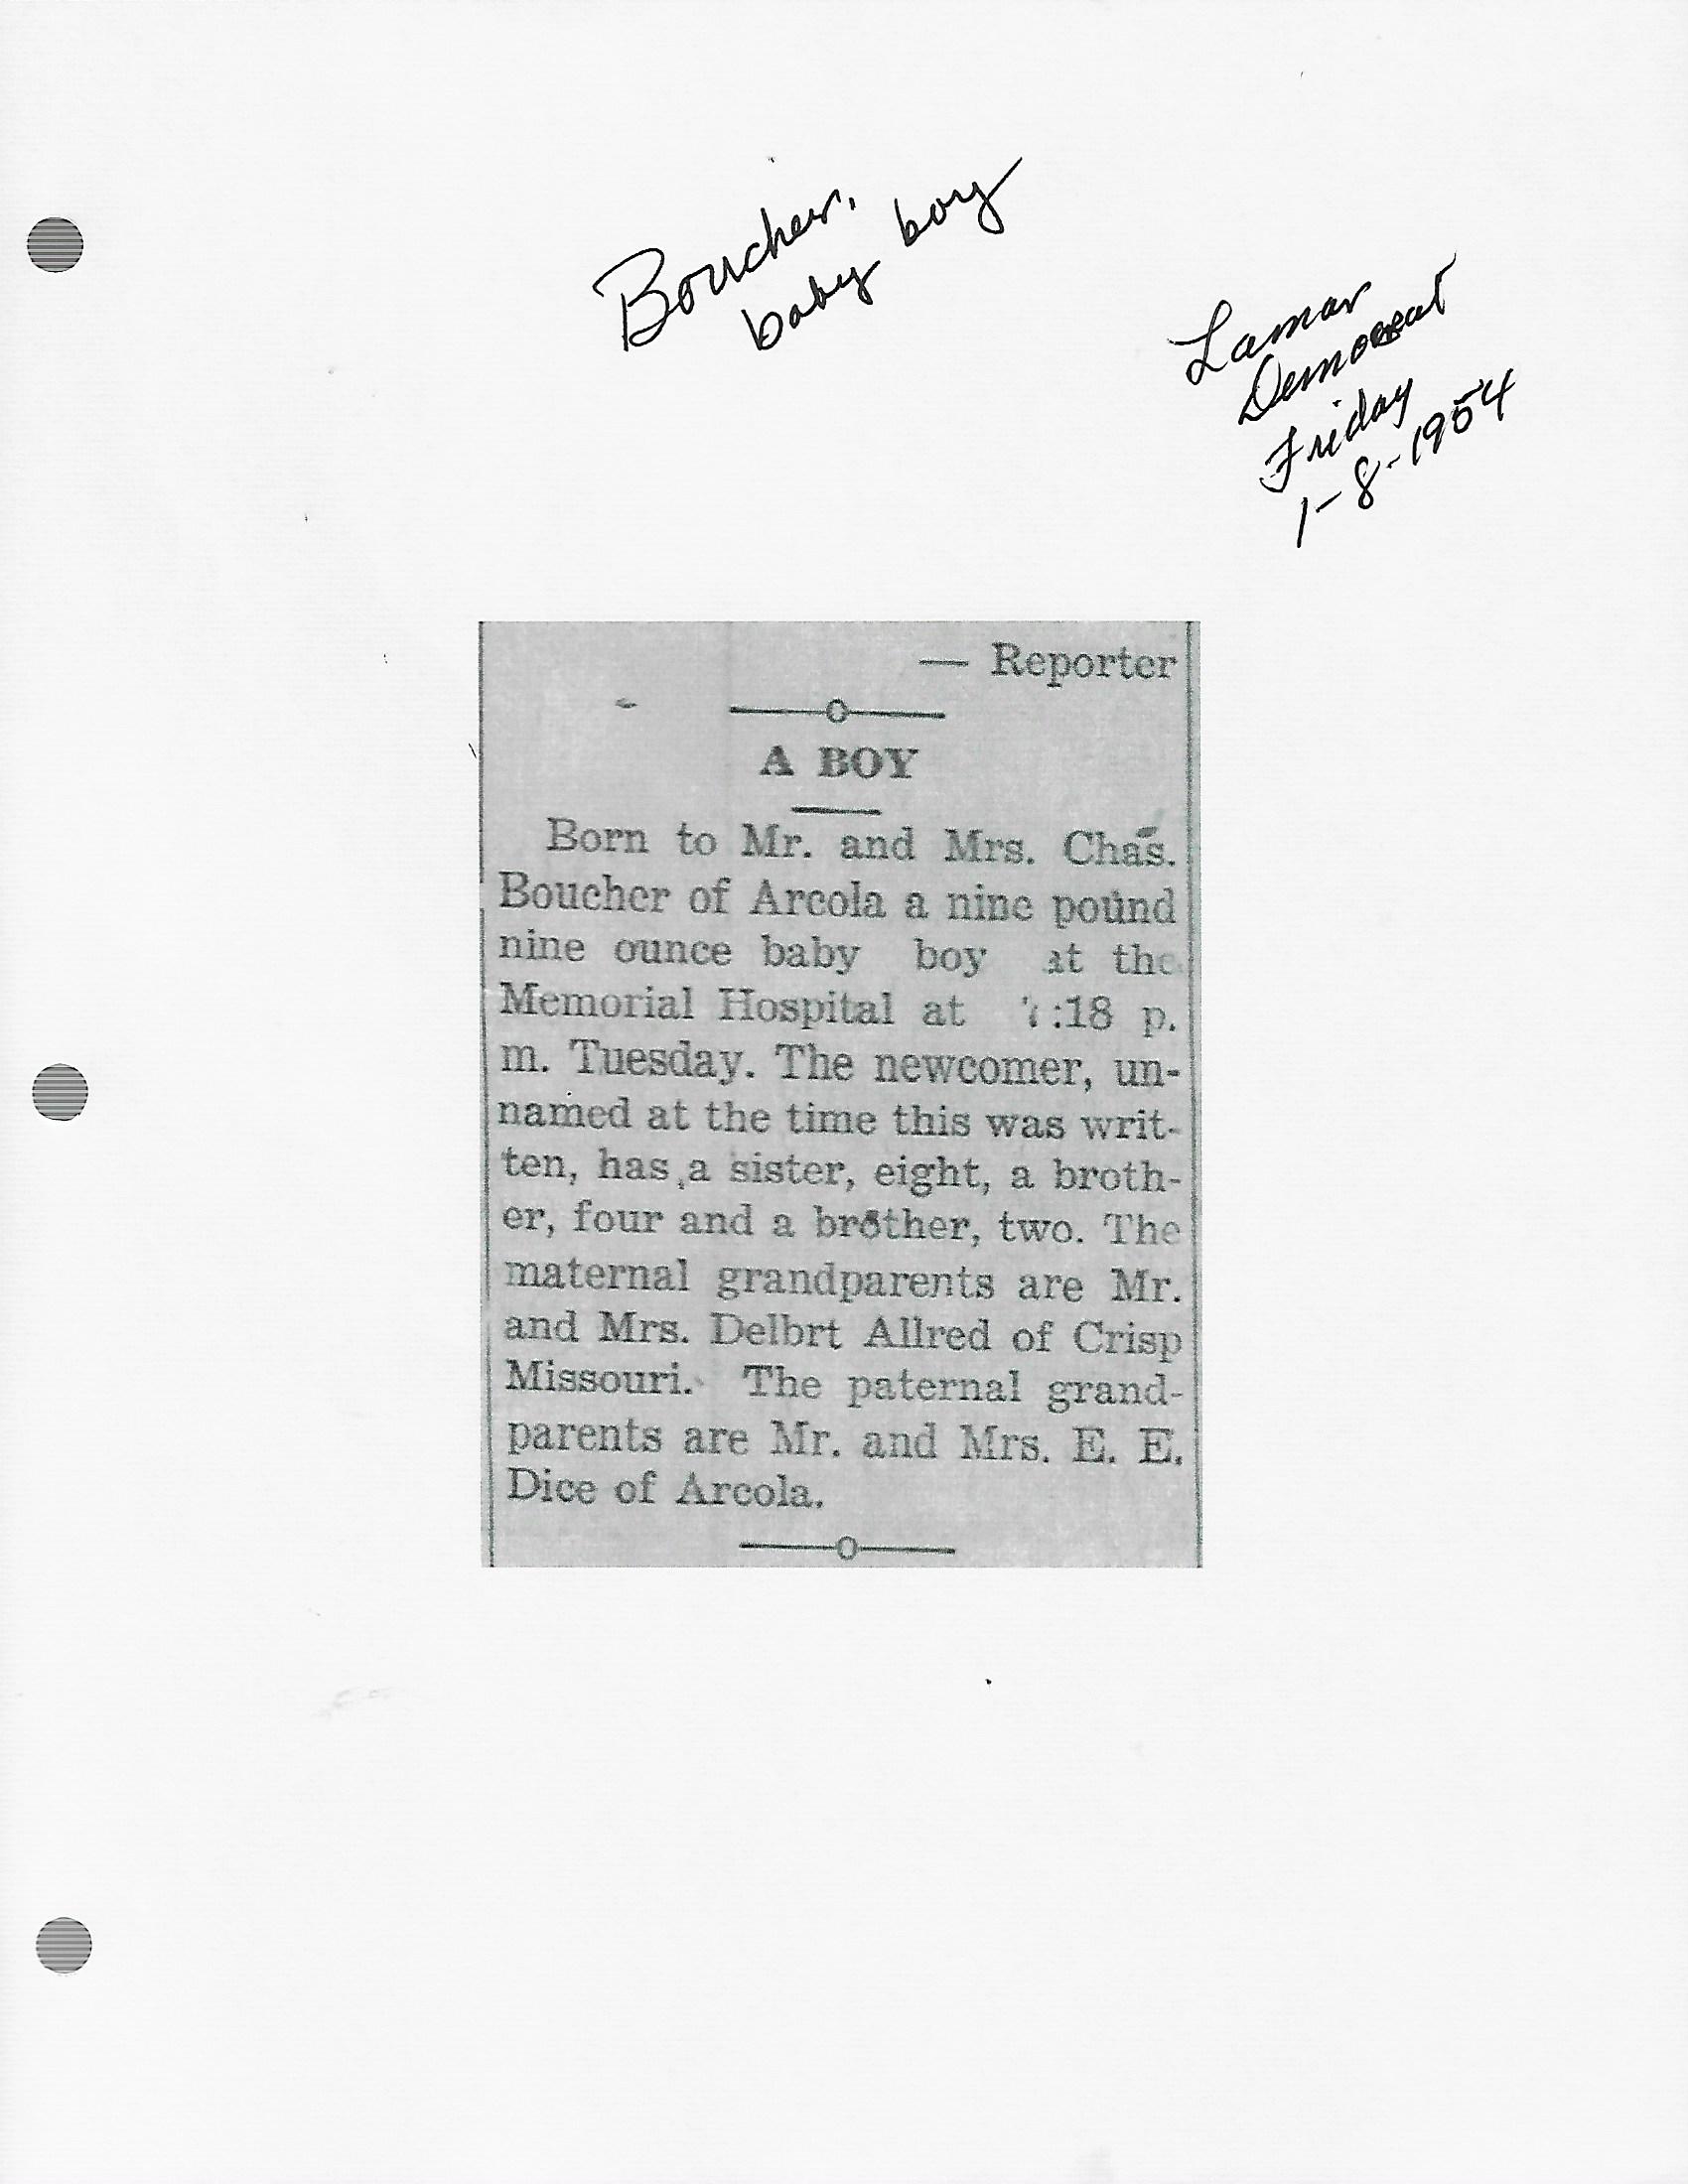 Boucher,
baby boy
Lamar
Democrat
Friday
1-8-1954
— Reporter
A BOY
Born to Mr. and Mrs. Chas.
Boucher of Arcola a nine pound
nine ounce baby boy at the
Memorial Hospital at 7:18 p.
m. Tuesday. The newcomer, un-
named at the time this was writ-
ten, has a sister, eight, a broth-
er, four and a brother, two. The
maternal grandparents are Mr.
and Mrs. Delbrt Allred of Crisp
Missouri. The paternal grand-
parents are Mr. and Mrs. E. E.
Dice of Arcola.